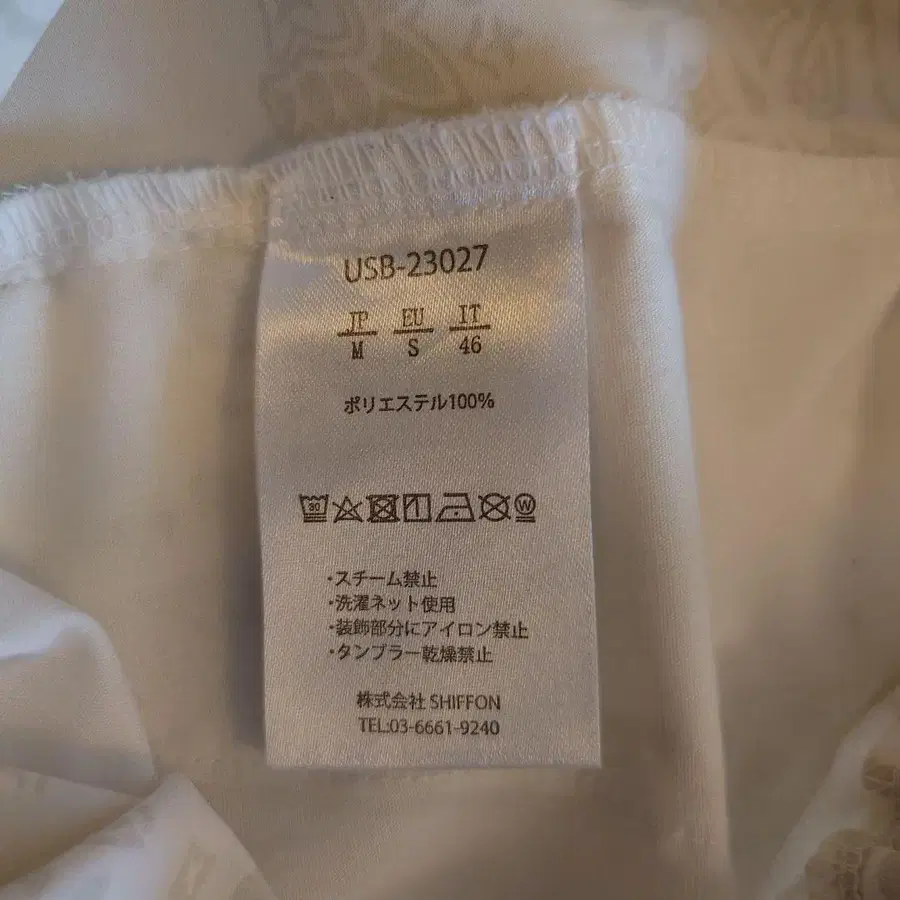 USB-23027
JP EU IT
M S 46
ポリエステル100%
30 W
・スチーム禁止
・洗濯ネット使用
・装飾部分にアイロン禁止
・タンブラー乾燥禁止
株式会社 SHIFFON
TEL:03-6661-9240